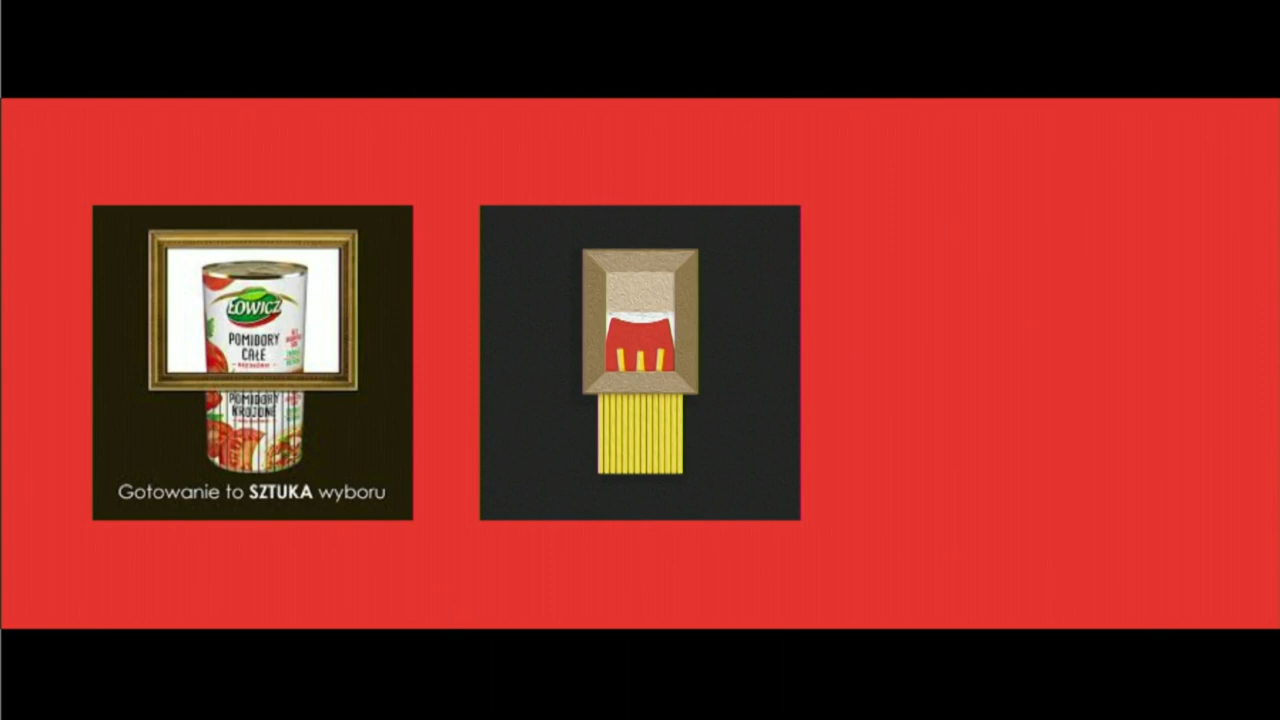 ŁOWICZ
POMIDORY
CAŁE
POMIDORY
KROJONE
Gotowanie to SZTUKA wyboru